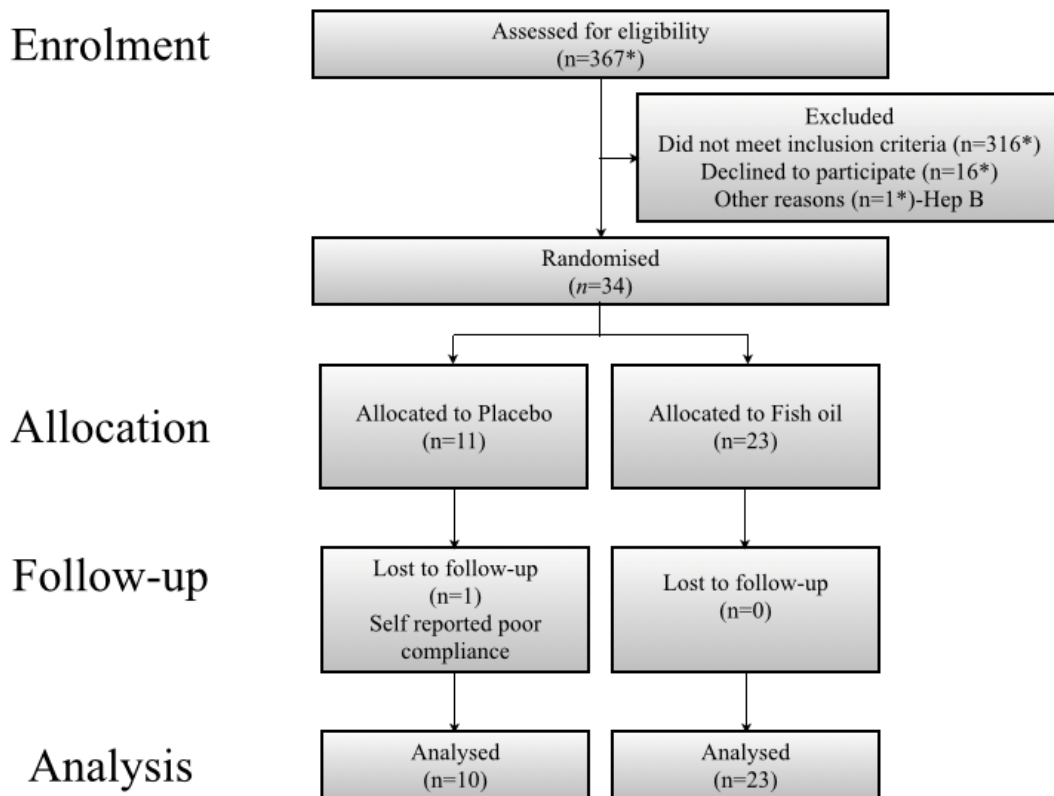 Enrolment
Assessed for eligibility
(n=367*)
Excluded
Did not meet inclusion criteria (n=316*)
Declined to participate (n=16*)
Other reasons (n=1*)-Hep B
Randomised
(n=34)
Allocation
Allocated to Placebo
(n=11)
Allocated to Fish oil
(n=23)
Follow-up
Lost to follow-up
(n=1)
Self reported poor
compliance
Lost to follow-up
(n=0)
Analysis
Analysed
(n=10)
Analysed
(n=23)